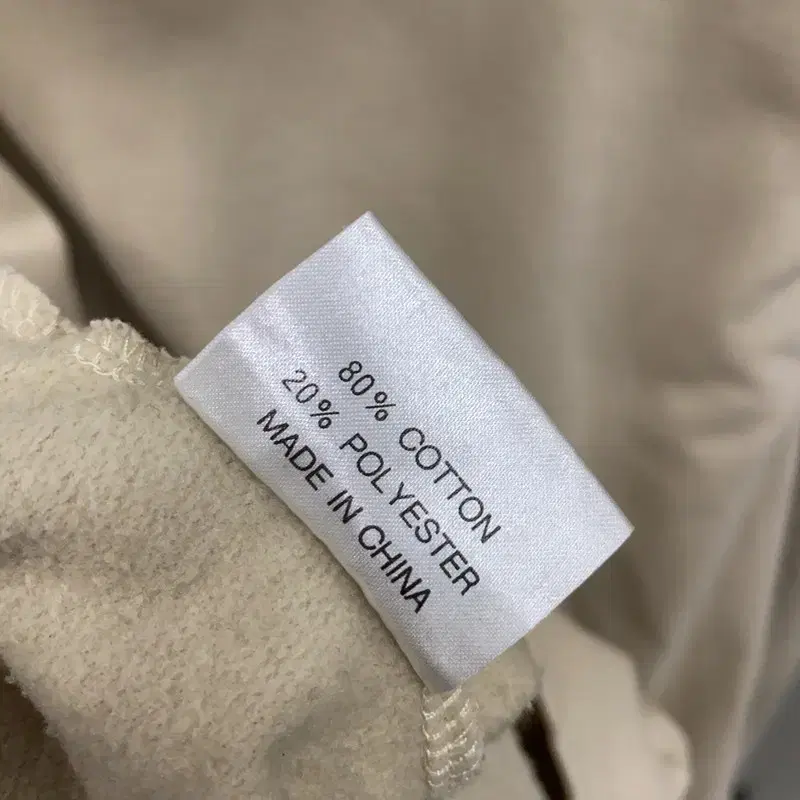 80% COTTON
20% POLYESTER
MADE IN CHINA